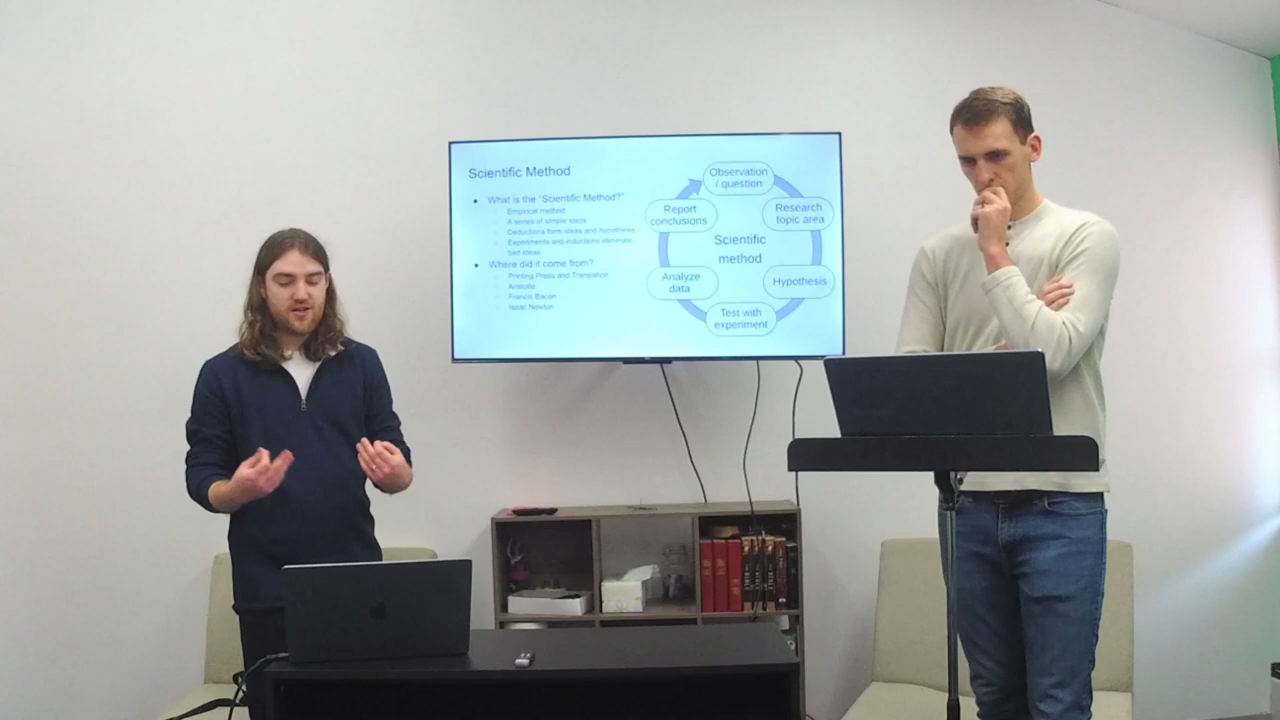 Scientific Method
What is the "Scientific Method?"
Empirical method
A series of simple steps
Deductions form ideas and hypothesis
Experiments and inductions eliminate
bad ideas
Where did it come from?
Printing Press and Translation
Aristotle
Francis Bacon
Isaac Newton
Observation
/ question
Research
topic area
Hypothesis
Test with
experiment
Analyze
data
Report
conclusions
Scientific
method